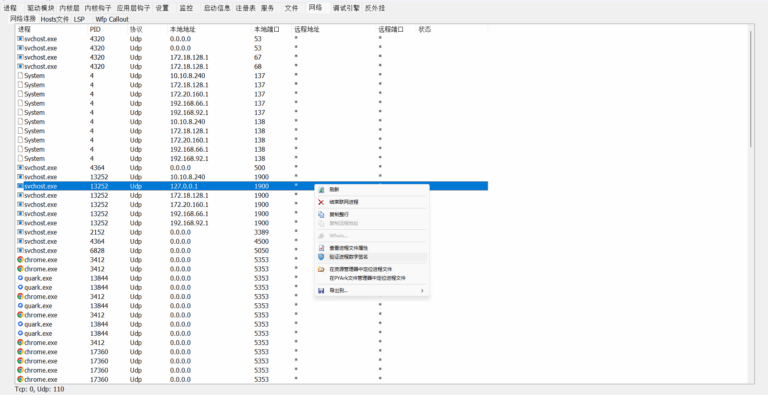 进程 驱动模块 内核层 内核钩子 应用层钩子 设置 监控 启动信息 注册表 服务 文件 网络 调试引擎 反外挂
网络连接 Hosts文件 LSP Wfp Callout
进程 PID 协议 本地地址 本地端口 远程地址 远程端口 状态
svchost.exe 4320 Udp 0.0.0.0 53 * *
svchost.exe 4320 Udp 0.0.0.0 53 * *
svchost.exe 4320 Udp 172.18.128.1 67 * *
svchost.exe 4320 Udp 172.18.128.1 68 * *
System 4 Udp 10.10.8.240 137 * *
System 4 Udp 172.18.128.1 137 * *
System 4 Udp 172.20.160.1 137 * *
System 4 Udp 192.168.66.1 137 * *
System 4 Udp 192.168.92.1 137 * *
System 4 Udp 10.10.8.240 138 * *
System 4 Udp 172.18.128.1 138 * *
System 4 Udp 172.20.160.1 138 * *
System 4 Udp 192.168.66.1 138 * *
System 4 Udp 192.168.92.1 138 * *
svchost.exe 4364 Udp 0.0.0.0 500 * *
svchost.exe 13252 Udp 10.10.8.240 1900 * *
svchost.exe 13252 Udp 127.0.0.1 1900 * *
svchost.exe 13252 Udp 172.18.128.1 1900 *
svchost.exe 13252 Udp 172.20.160.1 1900 *
svchost.exe 13252 Udp 192.168.66.1 1900 *
svchost.exe 13252 Udp 192.168.92.1 1900 *
svchost.exe 2152 Udp 0.0.0.0 3389 *
svchost.exe 4364 Udp 0.0.0.0 4500 *
svchost.exe 6828 Udp 0.0.0.0 5050 *
chrome.exe 3412 Udp 0.0.0.0 5353 *
chrome.exe 3412 Udp 0.0.0.0 5353 *
quark.exe 13844 Udp 0.0.0.0 5353 *
quark.exe 13844 Udp 0.0.0.0 5353 *
chrome.exe 3412 Udp 0.0.0.0 5353 *
quark.exe 13844 Udp 0.0.0.0 5353 * *
chrome.exe 3412 Udp 0.0.0.0 5353 * *
quark.exe 13844 Udp 0.0.0.0 5353 * *
quark.exe 13844 Udp 0.0.0.0 5353 * *
chrome.exe 17360 Udp 0.0.0.0 5353 * *
chrome.exe 17360 Udp 0.0.0.0 5353 * *
chrome.exe 17360 Udp 0.0.0.0 5353 * *
chrome.exe 17360 Udp 0.0.0.0 5353 * *
刷新
结束联网进程
复制整行
复制远程地址
Whois...
查看进程文件属性
验证进程数字签名
在资源管理器中定位进程文件
在PYArk文件管理器中定位进程文件
导出到...
Tcp: 0, Udp: 110